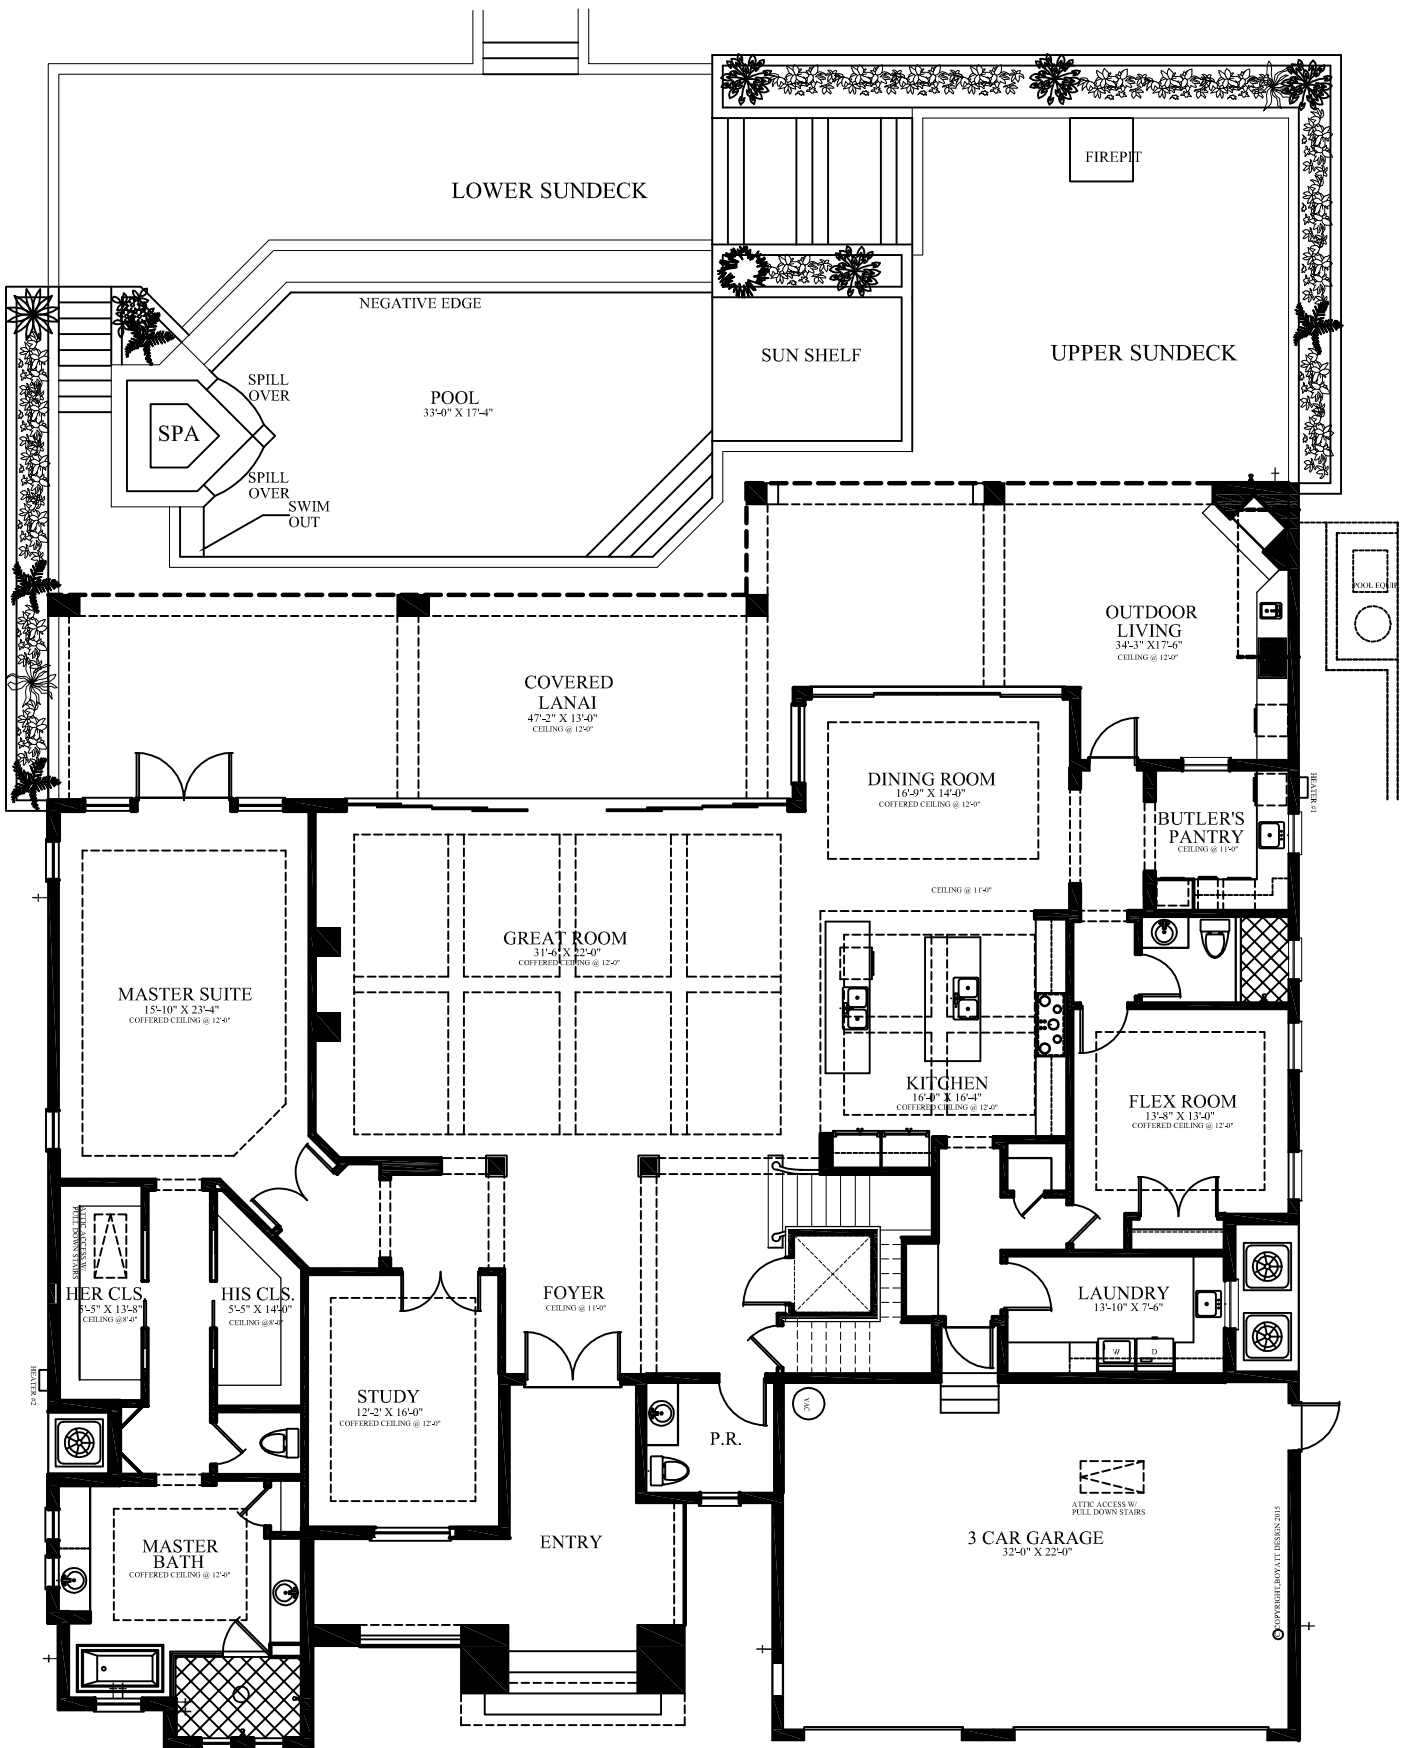 FIREPIT
LOWER SUNDECK
NEGATIVE EDGE
SUN SHELF
UPPER SUNDECK
SPILL
OVER
POOL
33'-0" X 17'-4"
SPA
SPILL
OVER
SWIM
OUT
POOL EQUIP
OUTDOOR
LIVING
34'-3" X17'-6"
CEILING @ 12'-0"
COVERED
LANAI
47'-2" X 13'-0"
CEILING @ 12'-0"
DINING ROOM
16'-9" X 14'-0"
COFFERED CEILING @ 12'-0"
HEATER #1
BUTLER'S
PANTRY
CEILING @ 11'-0"
CEILING @ 11'-0"
GREAT ROOM
31'-6" X 22'-0"
COFFERED CEILING @ 12'-0"
MASTER SUITE
15'-10" X 23'-4"
COFFERED CEILING @ 12'-0"
KITCHEN
16'-0" X 16'-4"
COFFERED CEILING @ 12'-0"
FLEX ROOM
13'-8" X 13'-0"
COFFERED CEILING @ 12'-0"
ATTIC ACCESS W/
PULL DOWN STAIRS
HER CLS.
5'-5" X 13'-8"
CEILING @8'-0"
HIS CLS.
5'-5" X 14'-0"
CEILING @8'-0"
FOYER
CEILING @ 11'-0"
LAUNDRY
13'-10" X 7'-6"
W
D
HEATER #2
STUDY
12'-2' X 16'-0"
COFFERED CEILING @ 12'-0"
VAC
P.R.
ATTIC ACCESS W/
PULL DOWN STAIRS
ENTRY
3 CAR GARAGE
32'-0" X 22'-0"
MASTER
BATH
COFFERED CEILING @ 12'-0"
©COPYRIGHT,BOYATT DESIGN 2015